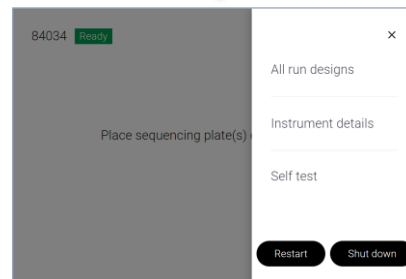 84034 Ready
×
All run designs
Place sequencing plate(s)
Instrument details
Self test
Restart Shut down